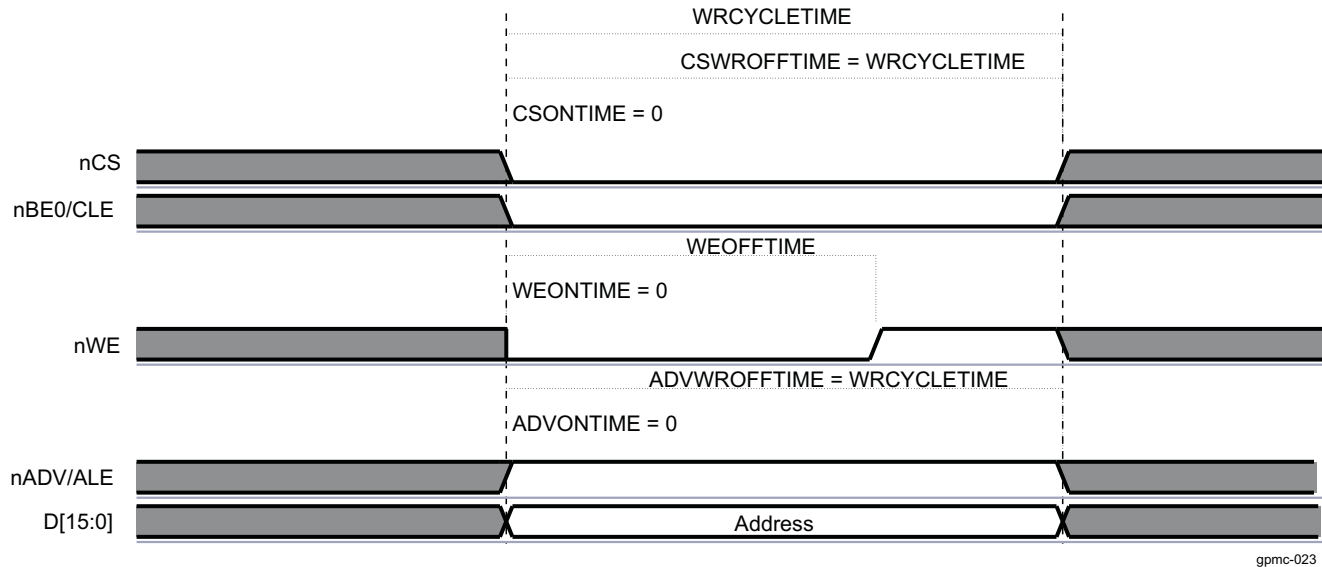 WRCYCLETIME
CSWROFFTIME = WRCYCLETIME
CSONTIME = 0
nCS
nBE0/CLE
WEOFFTIME
WEONTIME = 0
nWE
ADVWROFFTIME = WRCYCLETIME
ADVONTIME = 0
nADV/ALE
D[15:0]
Address
gpmc-023